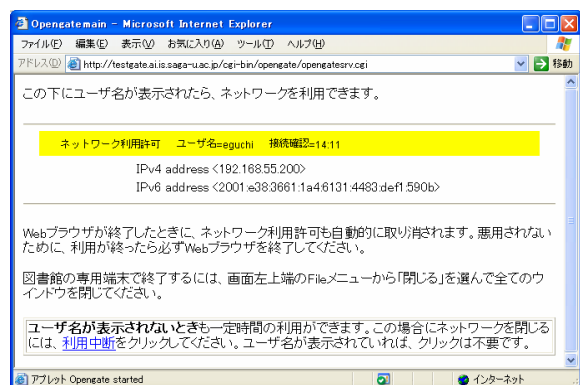 Opengatemain - Microsoft Internet Explorer
ファイル(F) 編集(E) 表示(V) お気に入り(A) ツール(T) ヘルプ(H)
アドレス(D) http://testgate.ai.is.saga-u.ac.jp/cgi-bin/opengate/opengatesrv.cgi 移動
この下にユーザ名が表示されたら、ネットワークを利用できます。
ネットワーク利用許可 ユーザ名=eguchi 接続確認=14:11
IPv4 address <192.168.55.200>
IPv6 address <2001:e38:3661:1a4:6131:4483:def1:590b>
Webブラウザが終了したときに、ネットワーク利用許可も自動的に取り消されます。悪用されない
ために、利用が終ったら必ずWebブラウザを終了してください。
図書館の専用端末で終了するには、画面左上端のFileメニューから「閉じる」を選んで全てのウ
インドウを閉じてください。
ユーザ名が表示されないときも一定時間の利用ができます。この場合にネットワークを閉じる
には、利用中断をクリックしてください。ユーザ名が表示されていれば、クリックは不要です。
アプレット Opengate started インターネット